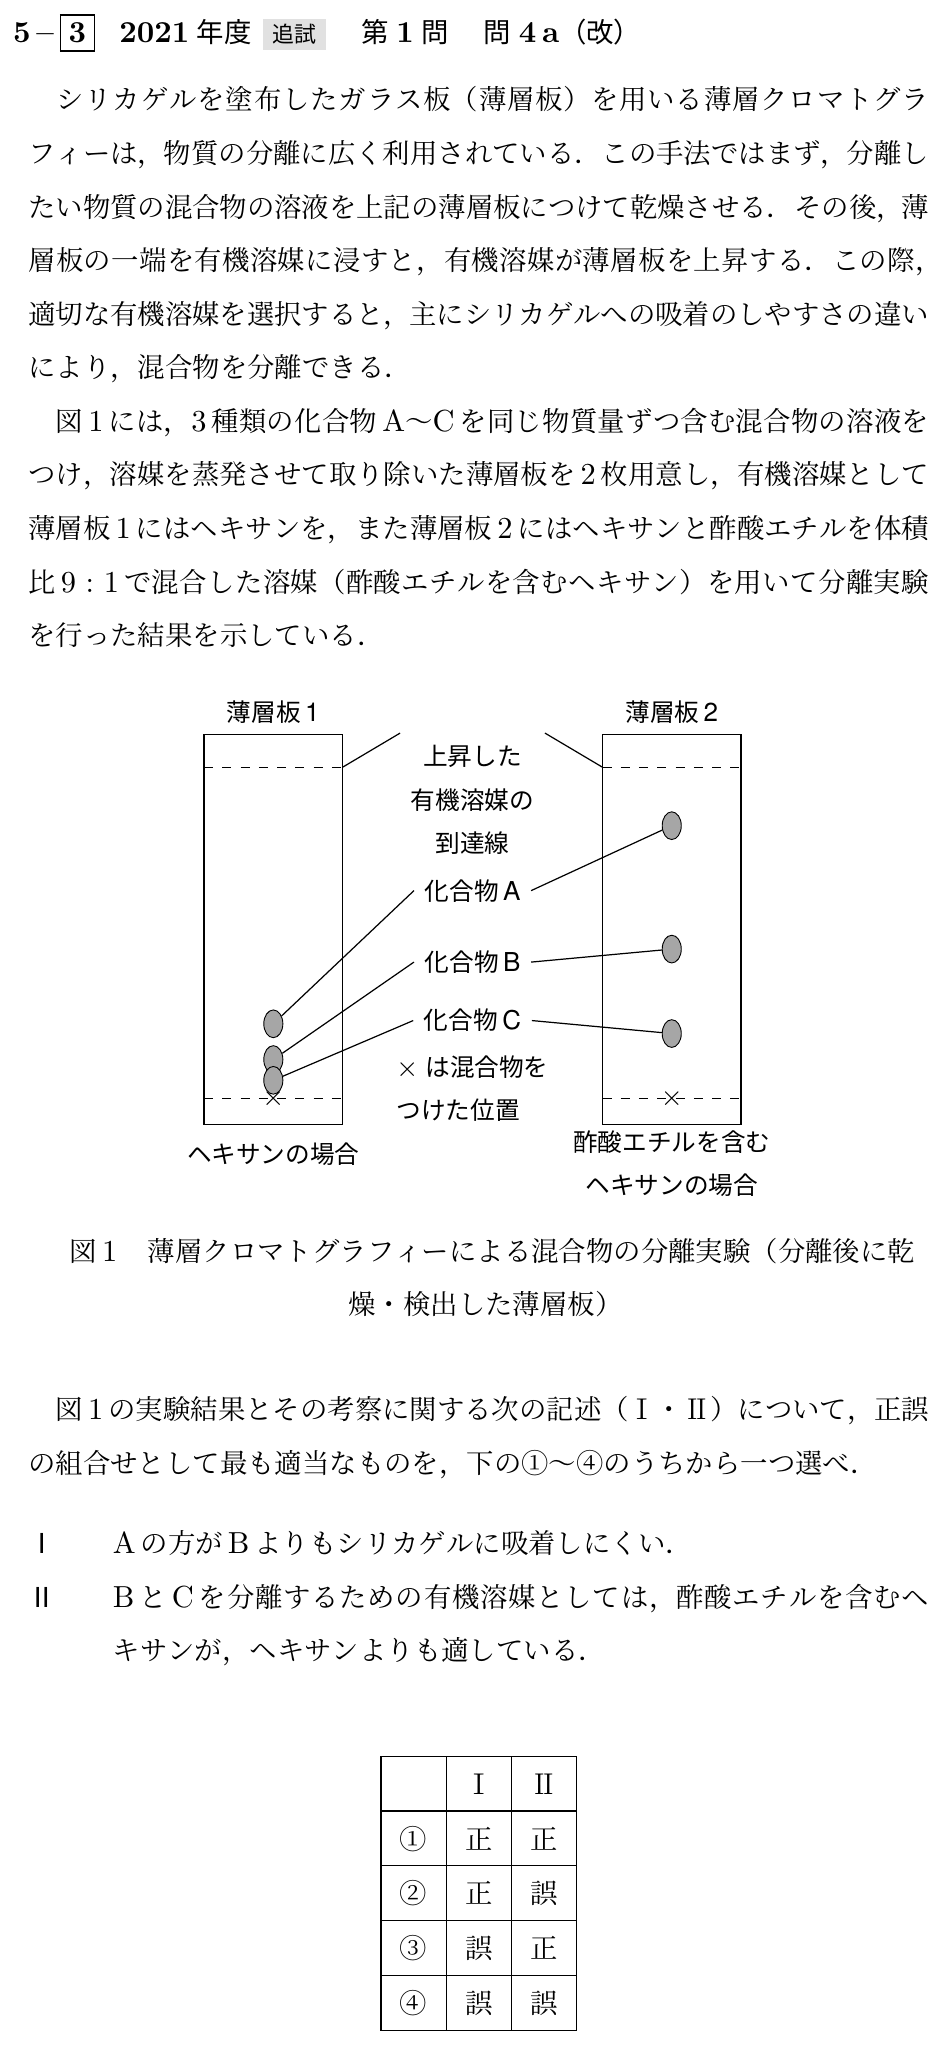 5－3　2021年度 追試　第1問　問4a（改）
シリカゲルを塗布したガラス板（薄層板）を用いる薄層クロマトグラ
フィーは，物質の分離に広く利用されている．この手法ではまず，分離し
たい物質の混合物の溶液を上記の薄層板につけて乾燥させる．その後，薄
層板の一端を有機溶媒に浸すと，有機溶媒が薄層板を上昇する．この際，
適切な有機溶媒を選択すると，主にシリカゲルへの吸着のしやすさの違い
により，混合物を分離できる．
図1には，3種類の化合物A～Cを同じ物質量ずつ含む混合物の溶液を
つけ，溶媒を蒸発させて取り除いた薄層板を2枚用意し，有機溶媒として
薄層板1にはヘキサンを，また薄層板2にはヘキサンと酢酸エチルを体積
比9：1で混合した溶媒（酢酸エチルを含むヘキサン）を用いて分離実験
を行った結果を示している．
薄層板1
薄層板2
上昇した
有機溶媒の
到達線
化合物A
化合物B
化合物C
× は混合物を
つけた位置
ヘキサンの場合
酢酸エチルを含む
ヘキサンの場合
図1　薄層クロマトグラフィーによる混合物の分離実験（分離後に乾
燥・検出した薄層板）
図1の実験結果とその考察に関する次の記述（Ⅰ・Ⅱ）について，正誤
の組合せとして最も適当なものを，下の①～④のうちから一つ選べ．
Ⅰ　Aの方がBよりもシリカゲルに吸着しにくい．
Ⅱ　BとCを分離するための有機溶媒としては，酢酸エチルを含むヘ
キサンが，ヘキサンよりも適している．
Ⅰ　Ⅱ
①　正　正
②　正　誤
③　誤　正
④　誤　誤